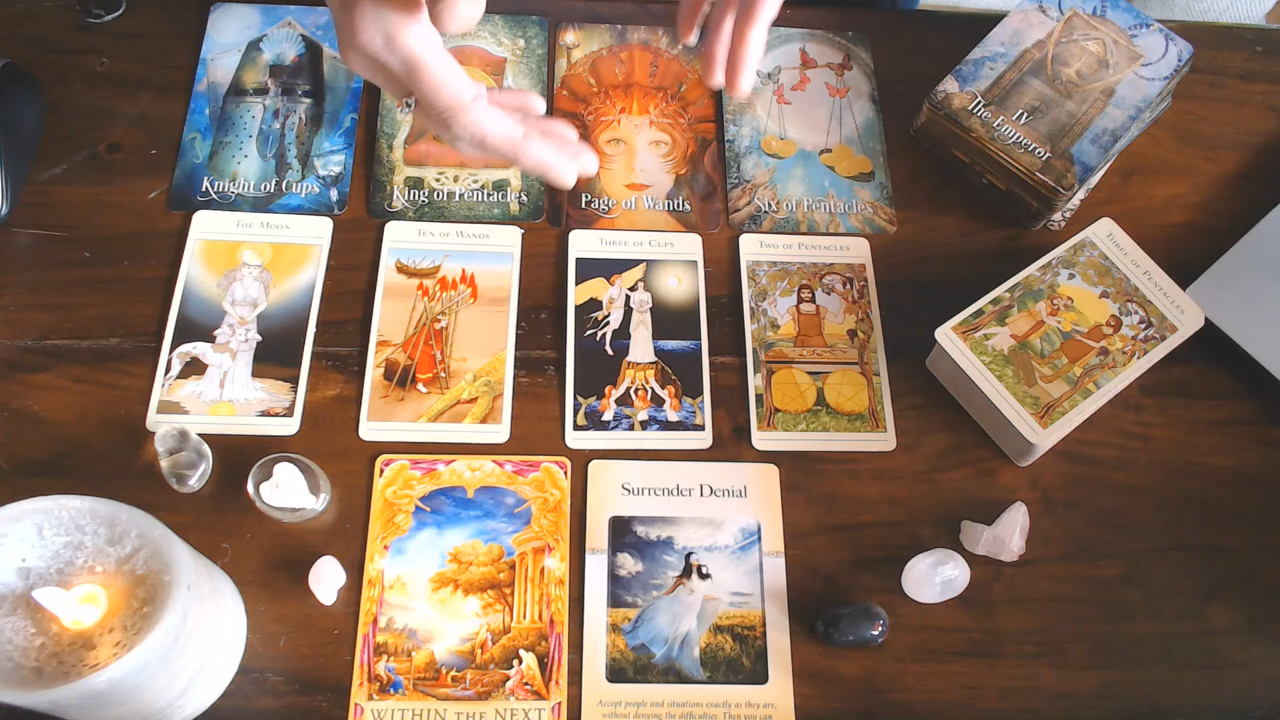 Knight of Cups
King of Pentacles
Page of Wands
Six of Pentacles
IV
The Emperor
THE MOON
TEN OF WANDS
THREE OF CUPS
TWO OF PENTACLES
THREE OF PENTACLES
WITHIN THE NEXT
Surrender Denial
Accept people and situations exactly as they are,
without denying the difficulties. Then you can